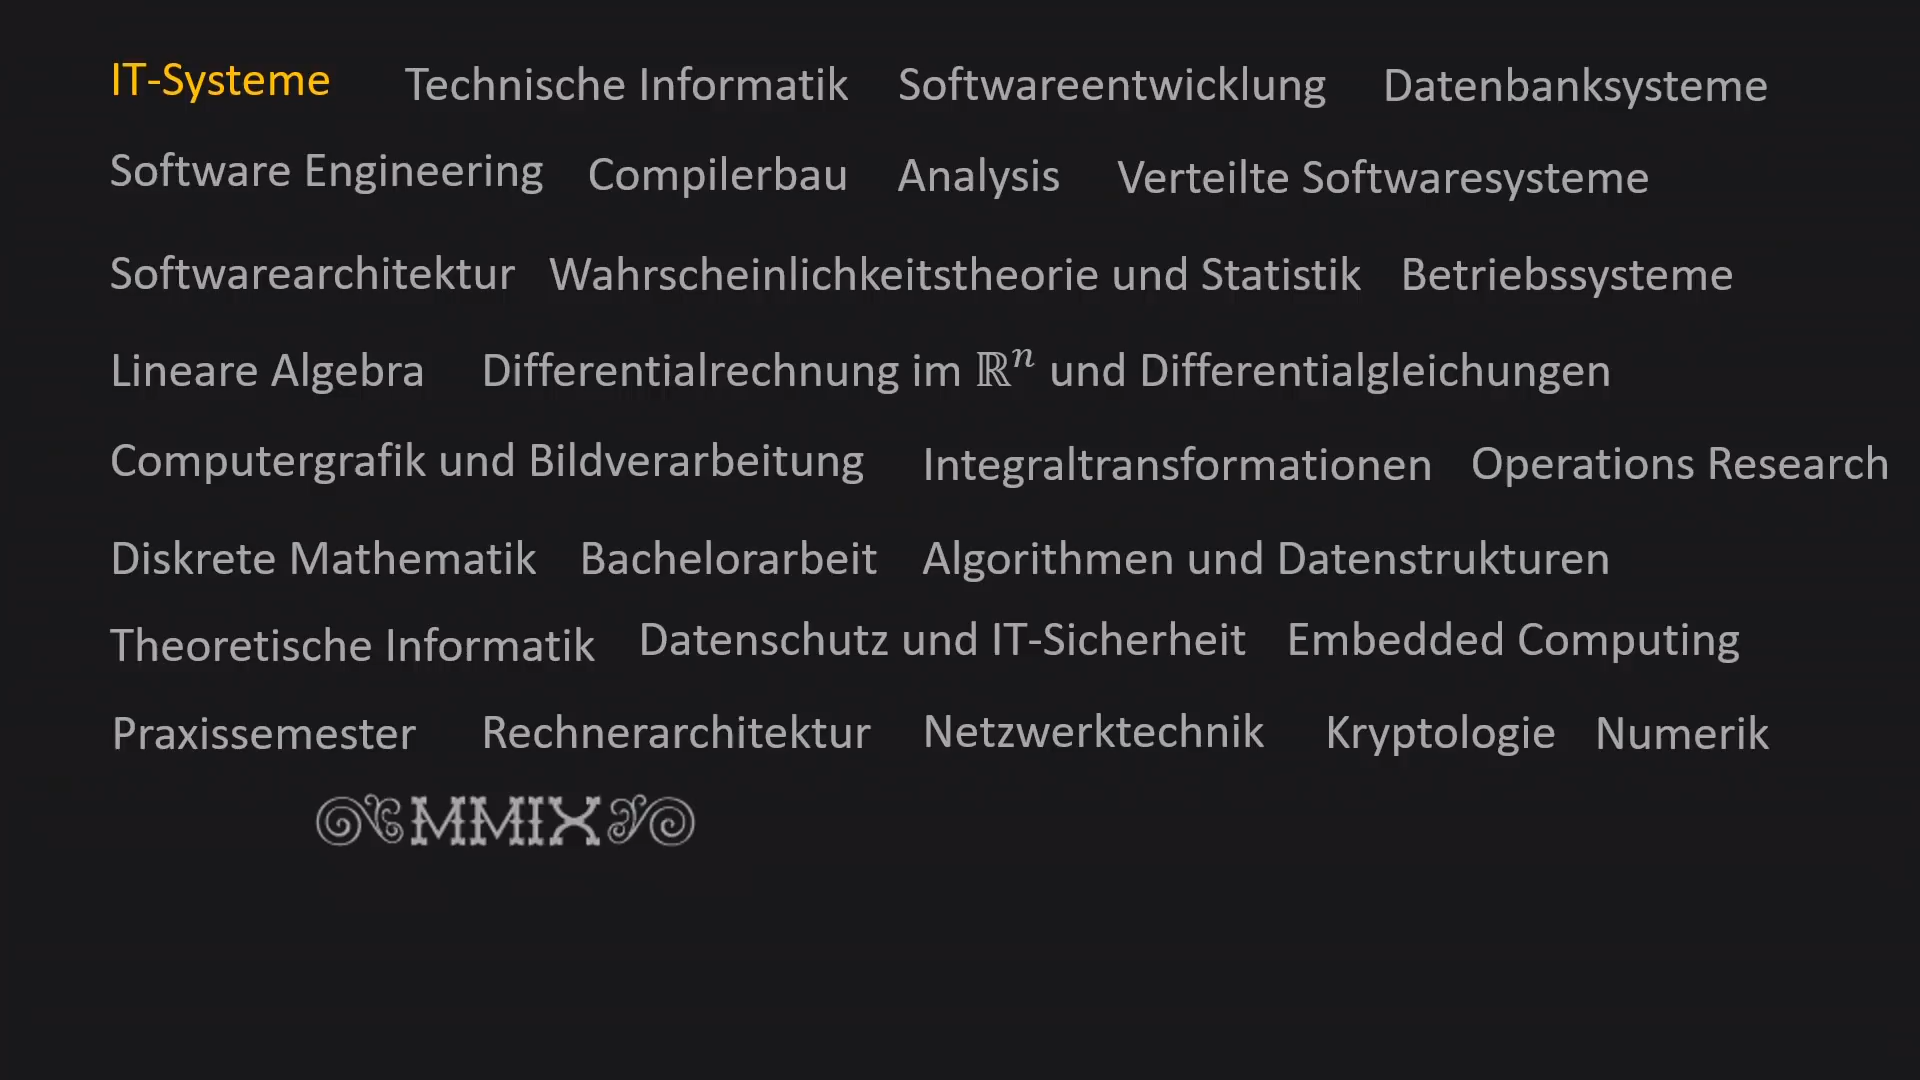 IT-Systeme Technische Informatik Softwareentwicklung Datenbanksysteme
Software Engineering Compilerbau Analysis Verteilte Softwaresysteme
Softwarearchitektur Wahrscheinlichkeitstheorie und Statistik Betriebssysteme
Lineare Algebra Differentialrechnung im ℝⁿ und Differentialgleichungen
Computergrafik und Bildverarbeitung Integraltransformationen Operations Research
Diskrete Mathematik Bachelorarbeit Algorithmen und Datenstrukturen
Theoretische Informatik Datenschutz und IT-Sicherheit Embedded Computing
Praxissemester Rechnerarchitektur Netzwerktechnik Kryptologie Numerik
MMIX